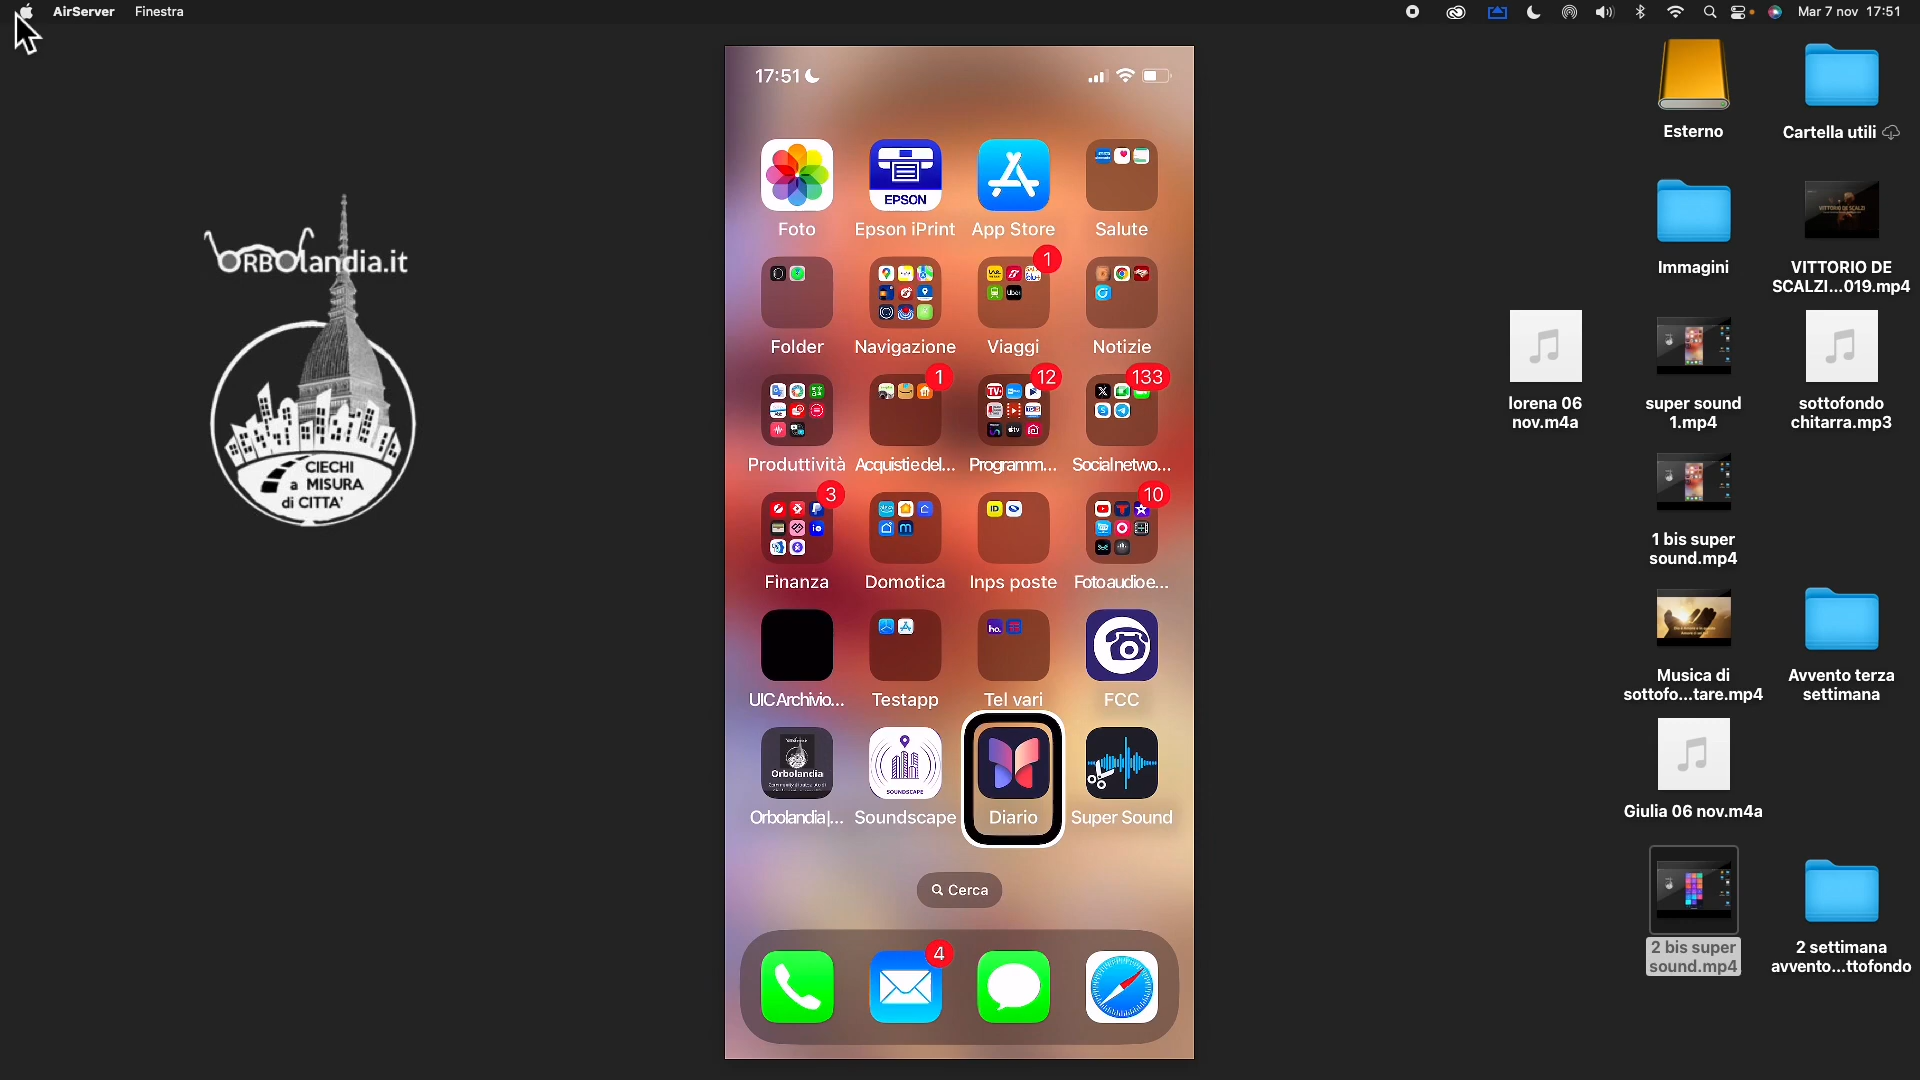 AirServer Finestra
Mar 7 nov 17:51
ORBOlandia.it
CIECHI
a MISURA
di CITTA'
17:51
EPSON
Foto
Epson iPrint
App Store
Salute
1
Folder
Navigazione
Viaggi
Notizie
1
12
133
Produttività
Acquistiedel...
Programm...
Socialnetwo...
3
10
Finanza
Domotica
Inps poste
Fotoaudioe...
UICArchivio...
Testapp
Tel vari
FCC
Orbolandia
SOUNDSCAPE
Orbolandia|...
Soundscape
Diario
Super Sound
Cerca
4
Esterno
Cartella utili
Immagini
VITTORIO DE
SCALZI...019.mp4
lorena 06
nov.m4a
super sound
1.mp4
sottofondo
chitarra.mp3
1 bis super
sound.mp4
Musica di
sottofo...tare.mp4
Avvento terza
settimana
Giulia 06 nov.m4a
2 bis super
sound.mp4
2 settimana
avvento...ttofondo